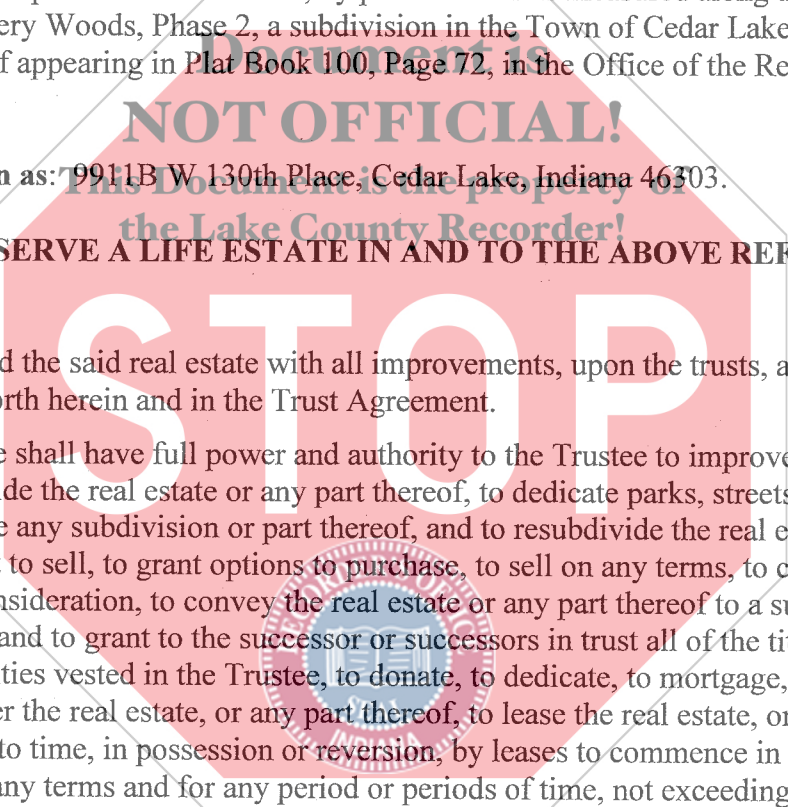 ery Woods, Phase 2, a subdivision in the Town of Cedar Lake
Document is
f appearing in Plat Book 100, Page 72, in the Office of the Re
NOT OFFICIAL!
n as: 9911B W 130th Place, Cedar Lake, Indiana 46303.
This Document is the property of
the Lake County Recorder!
SERVE A LIFE ESTATE IN AND TO THE ABOVE REF
STOP
d the said real estate with all improvements, upon the trusts, a
orth herein and in the Trust Agreement.
e shall have full power and authority to the Trustee to improve
ide the real estate or any part thereof, to dedicate parks, streets
e any subdivision or part thereof, and to resubdivide the real e
t to sell, to grant options to purchase, to sell on any terms, to c
nsideration, to convey the real estate or any part thereof to a su
and to grant to the successor or successors in trust all of the tit
ities vested in the Trustee, to donate, to dedicate, to mortgage,
er the real estate, or any part thereof, to lease the real estate, or
to time, in possession or reversion, by leases to commence in
any terms and for any period or periods of time, not exceeding
SEAL
INDIANA